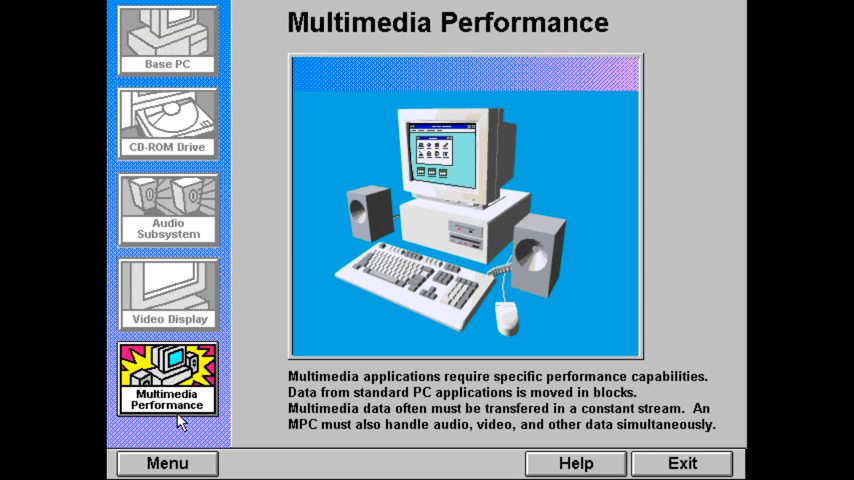 Multimedia Performance
Base PC
CD-ROM Drive
Audio
Subsystem
Video Display
Multimedia
Performance
Multimedia applications require specific performance capabilities.
Data from standard PC applications is moved in blocks.
Multimedia data often must be transfered in a constant stream. An
MPC must also handle audio, video, and other data simultaneously.
Menu
Help
Exit